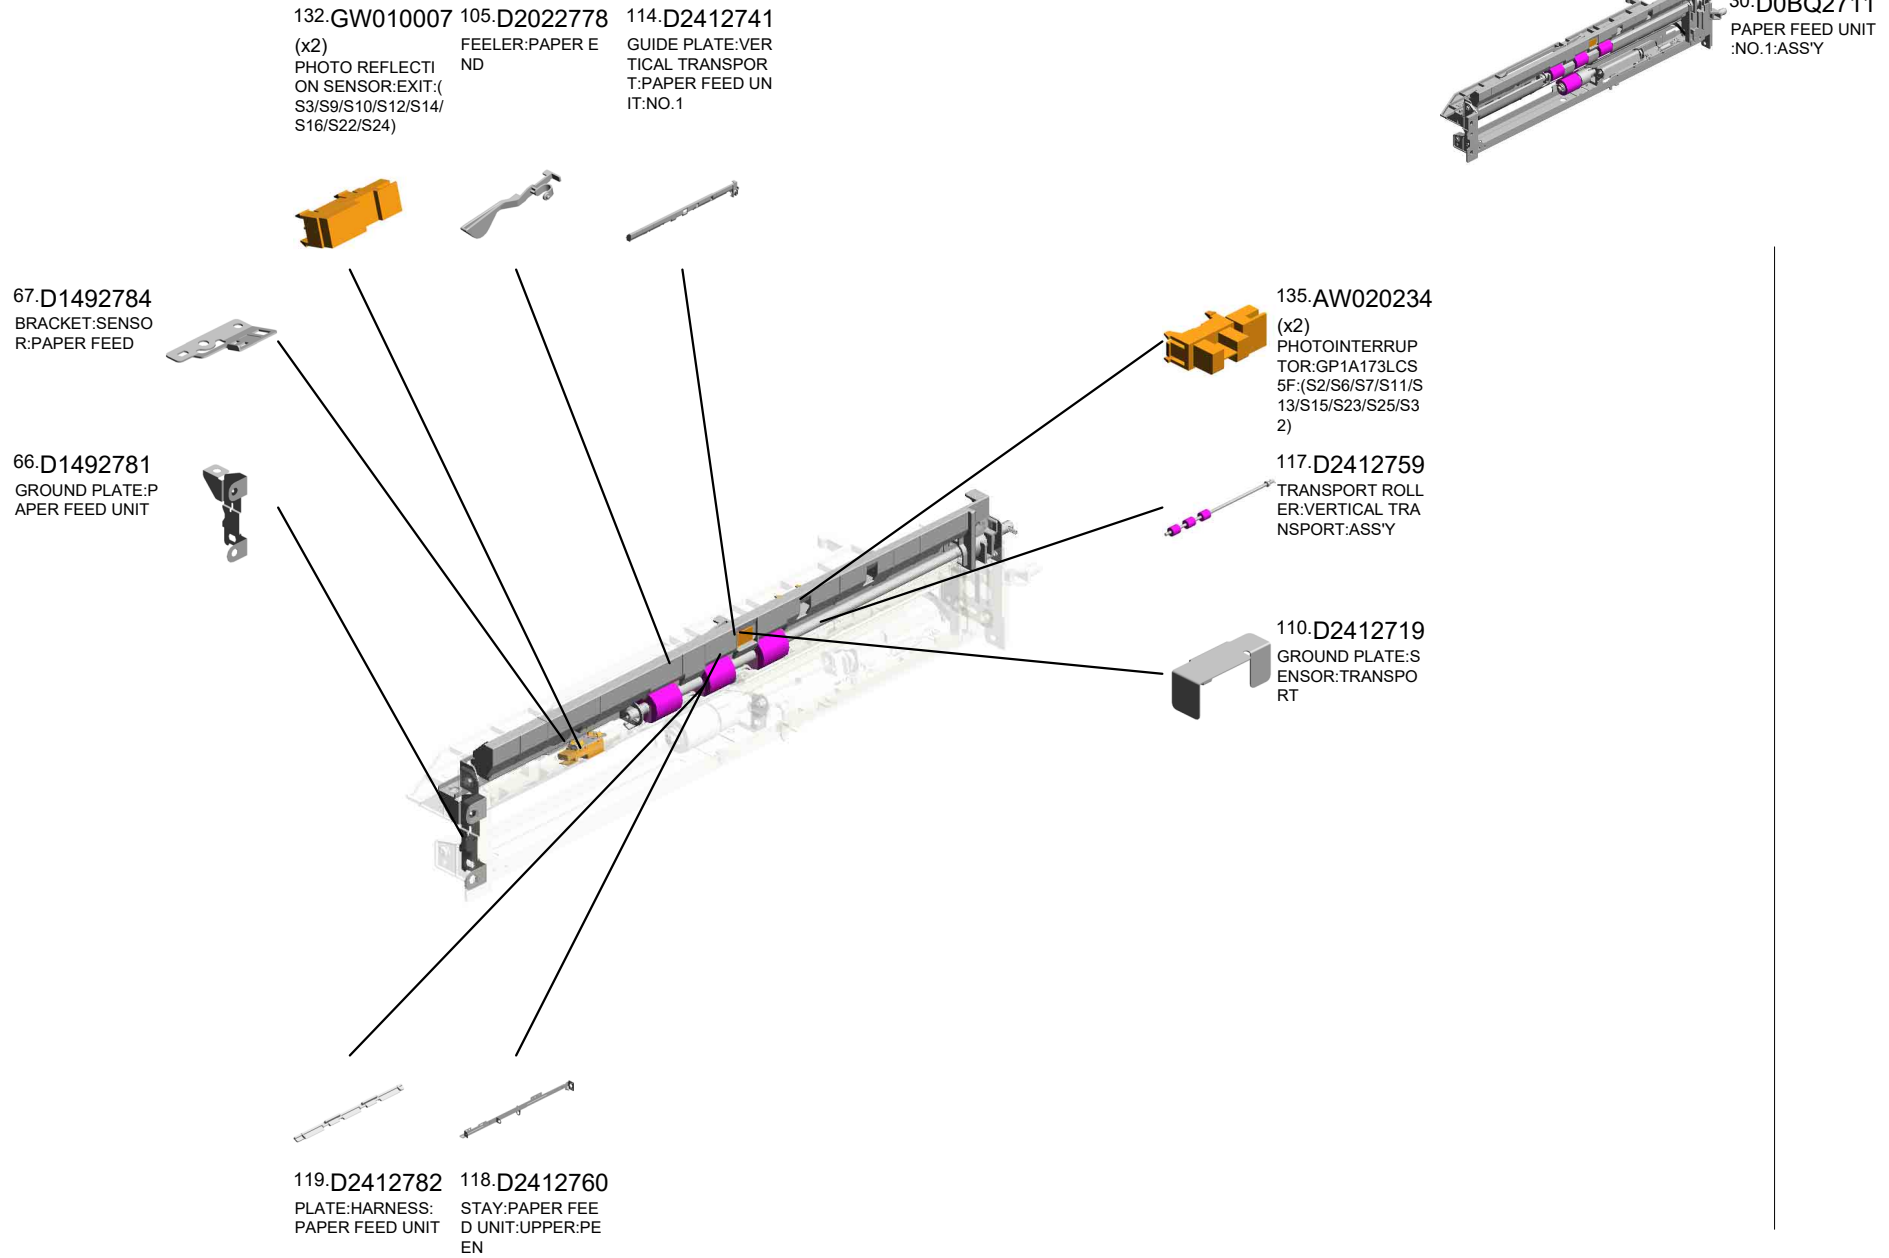 132.GW010007
(x2)
PHOTO REFLECTI
ON SENSOR:EXIT:(
S3/S9/S10/S12/S14/
S16/S22/S24)
105.D2022778
FEELER:PAPER E
ND
114.D2412741
GUIDE PLATE:VER
TICAL TRANSPOR
T:PAPER FEED UN
IT:NO.1
30.D0BQ2711
PAPER FEED UNIT
:NO.1:ASS'Y
67.D1492784
BRACKET:SENSO
R:PAPER FEED
135.AW020234
(x2)
PHOTOINTERRUP
TOR:GP1A173LCS
5F:(S2/S6/S7/S11/S
13/S15/S23/S25/S3
2)
66.D1492781
GROUND PLATE:P
APER FEED UNIT
117.D2412759
TRANSPORT ROLL
ER:VERTICAL TRA
NSPORT:ASS'Y
110.D2412719
GROUND PLATE:S
ENSOR:TRANSPO
RT
119.D2412782
PLATE:HARNESS:
PAPER FEED UNIT
118.D2412760
STAY:PAPER FEE
D UNIT:UPPER:PE
EN